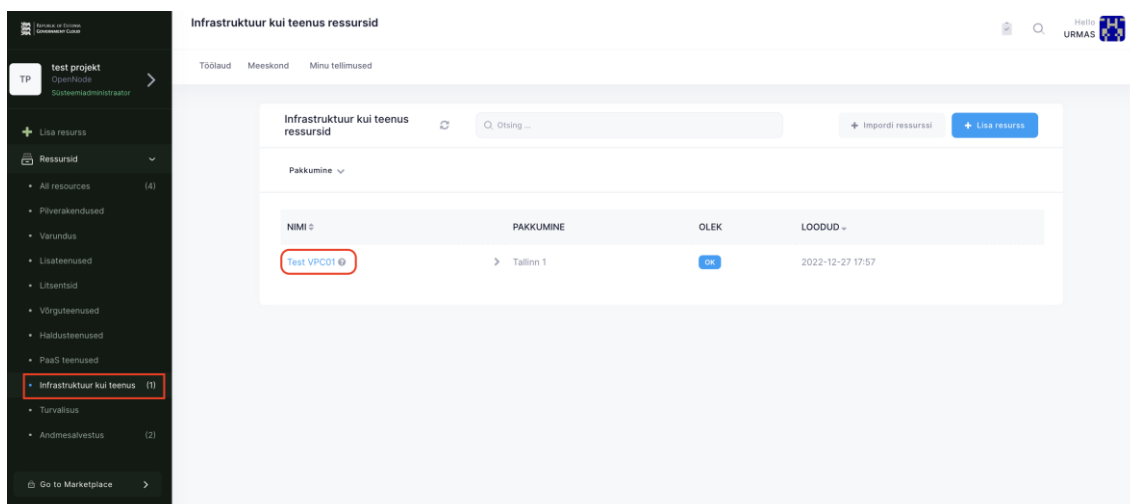 REPUBLIC OF ESTONIA
GOVERNMENT CLOUD
Infrastruktuur kui teenus ressursid
Hello
URMAS
TP
test projekt
OpenNode
Süsteemiadministraator
Töölaud Meeskond Minu tellimused
Lisa resurss
Ressursid
All resources (4)
Pilverakendused
Varundus
Lisateenused
Litsentsid
Võrguteenused
Haldusteenused
PaaS teenused
Infrastruktuur kui teenus (1)
Turvalisus
Andmesalvestus (2)
Go to Marketplace
Infrastruktuur kui teenus
ressursid
Otsing ...
+ Impordi ressurssi
+ Lisa resurss
Pakkumine
NIMI PAKKUMINE OLEK LOODUD
Test VPC01 Tallinn 1 OK 2022-12-27 17:57